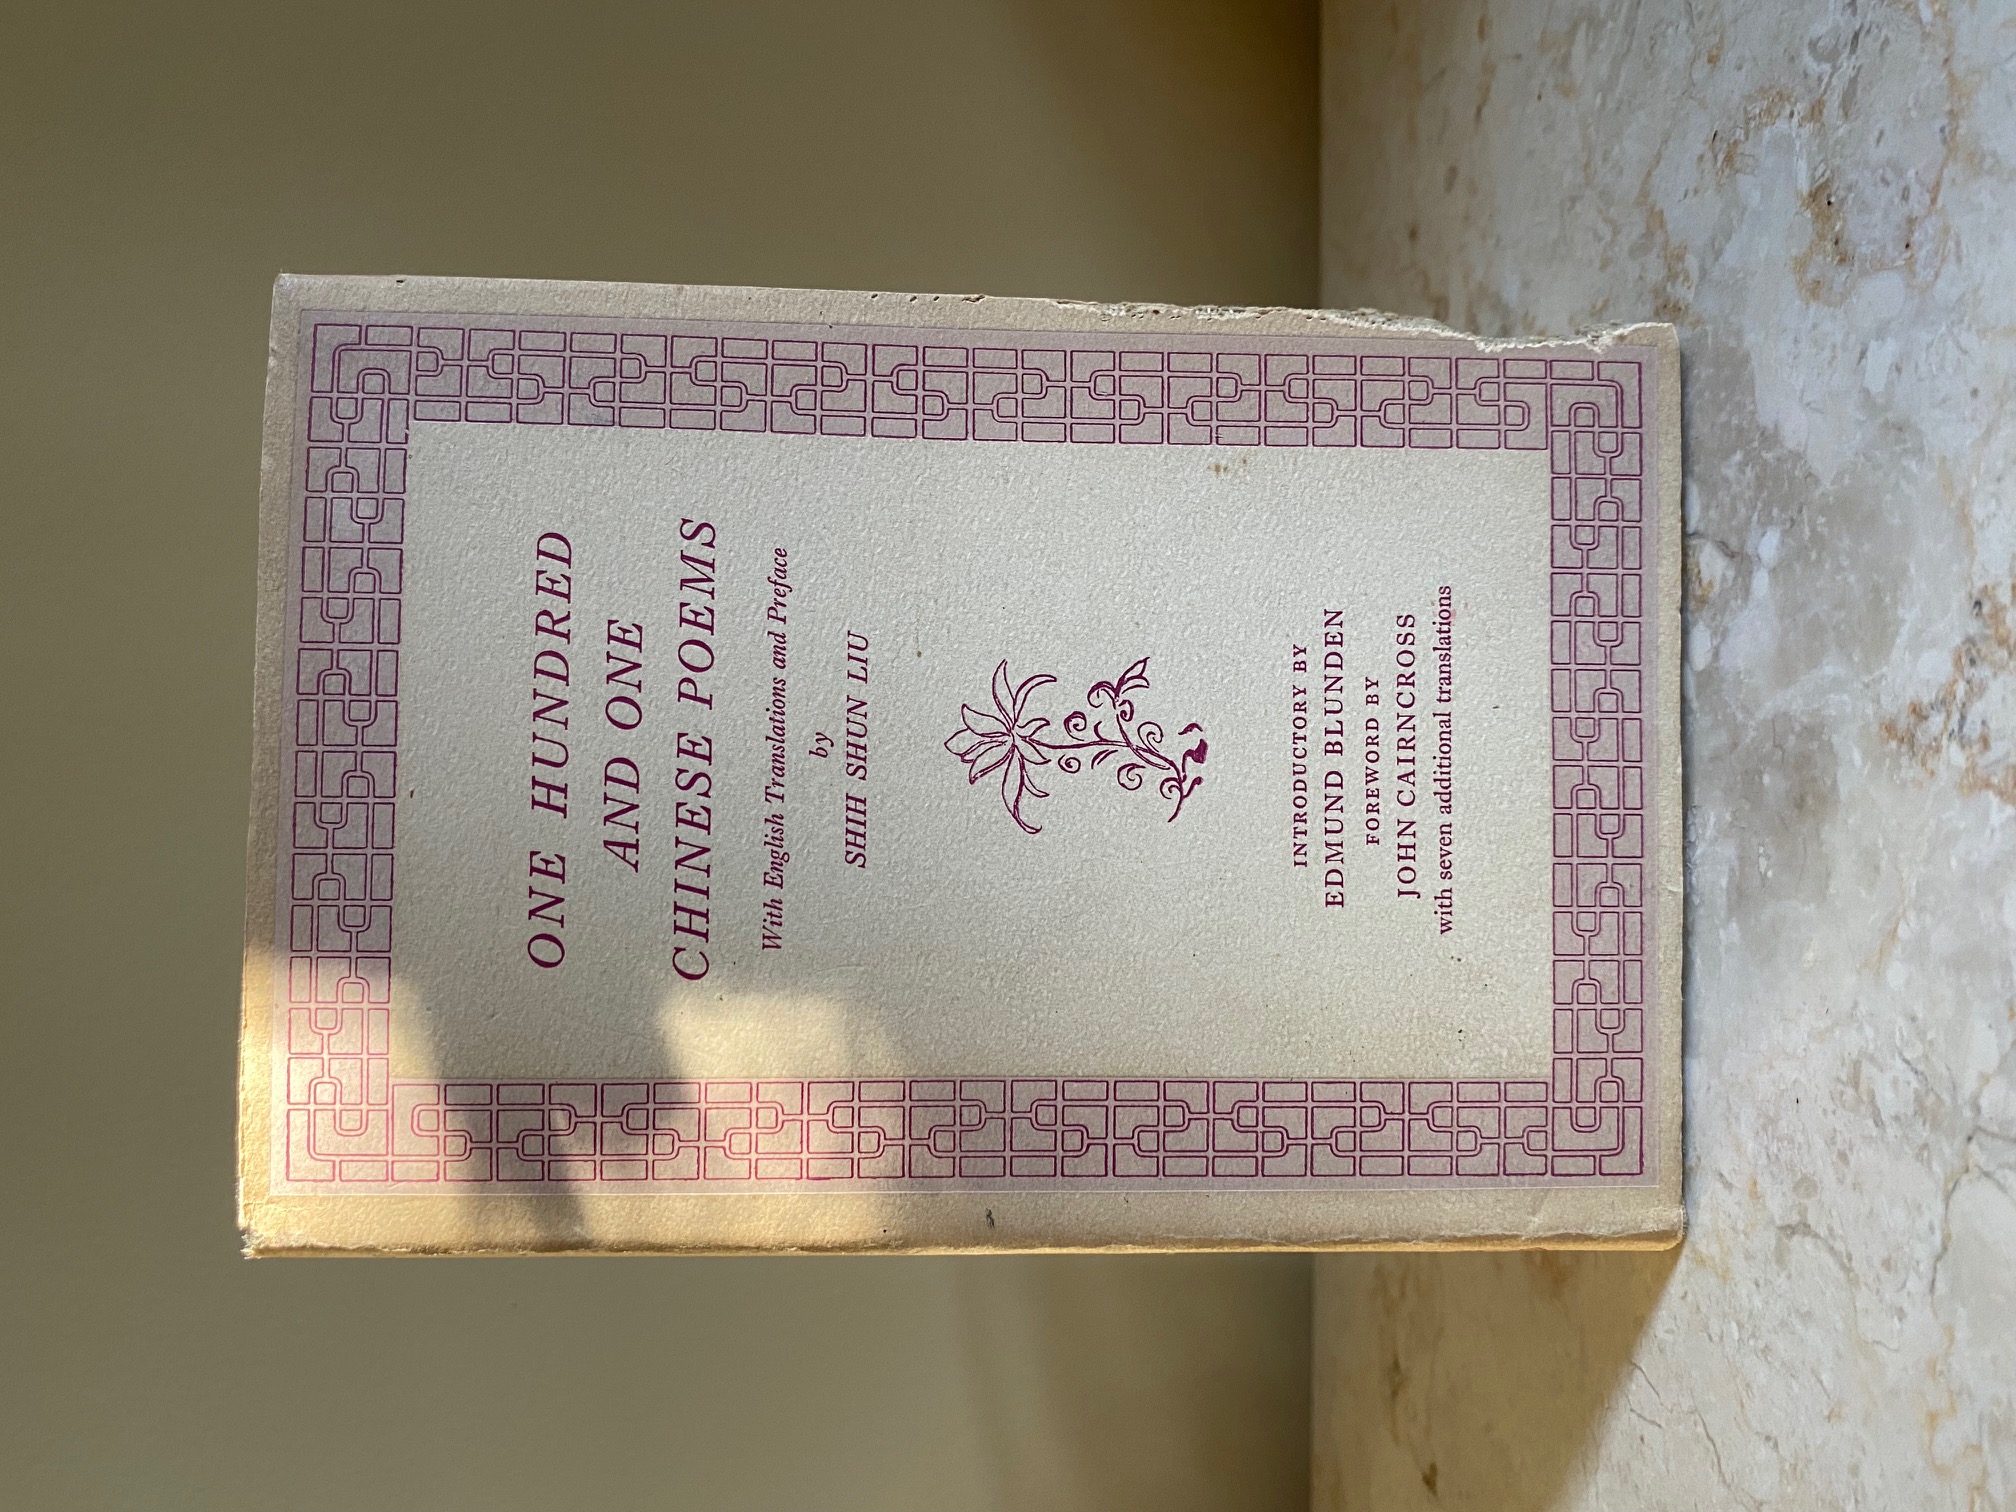 ONE HUNDRED
AND ONE
CHINESE POEMS
With English Translations and Preface
by
SHIH SHUN LIU
INTRODUCTORY BY
EDMUND BLUNDEN
FOREWORD BY
JOHN CAIRNCROSS
with seven additional translations